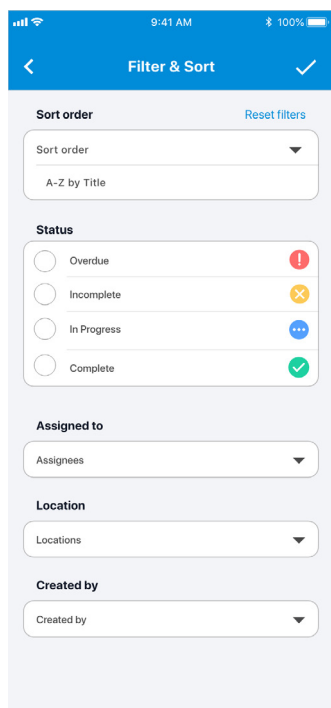 9:41 AM
100%
Filter & Sort
Sort order
Reset filters
Sort order
A-Z by Title
Status
Overdue
Incomplete
In Progress
Complete
Assigned to
Assignees
Location
Locations
Created by
Created by